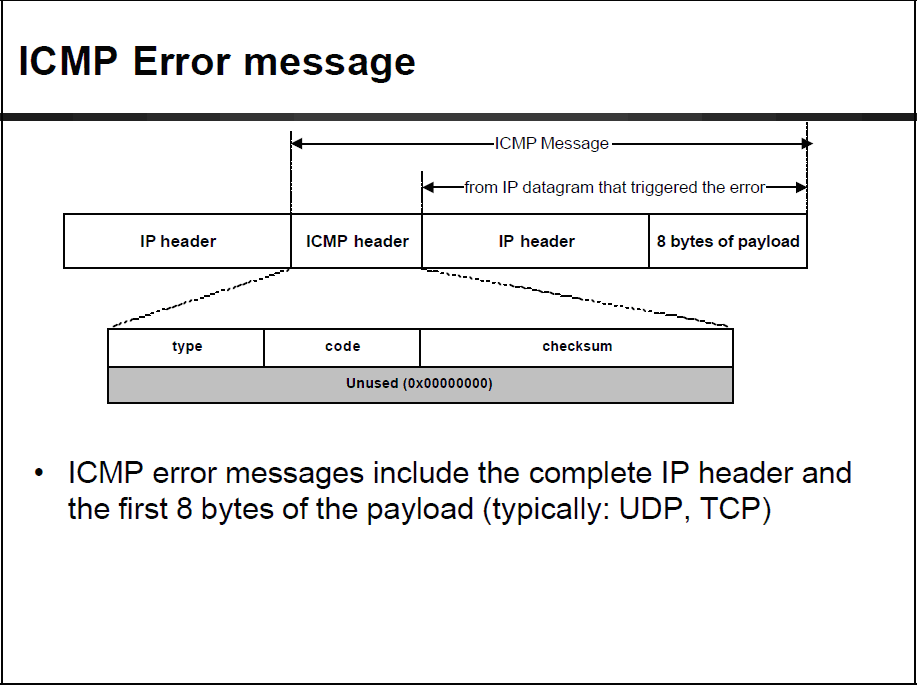 ICMP Error message
ICMP Message
from IP datagram that triggered the error
IP header
ICMP header
IP header
8 bytes of payload
type
code
checksum
Unused (0x00000000)
• ICMP error messages include the complete IP header and
the first 8 bytes of the payload (typically: UDP, TCP)